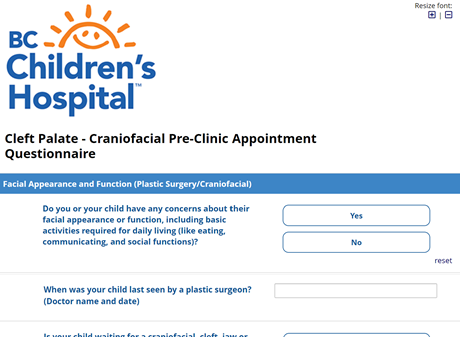 Resize font:
BC
Children's
Hospital™
Cleft Palate - Craniofacial Pre-Clinic Appointment
Questionnaire
Facial Appearance and Function (Plastic Surgery/Craniofacial)
Do you or your child have any concerns about their
facial appearance or function, including basic
activities required for daily living (like eating,
communicating, and social functions)?
Yes
No
reset
When was your child last seen by a plastic surgeon?
(Doctor name and date)
Is your child waiting for a craniofacial, cleft, jaw or